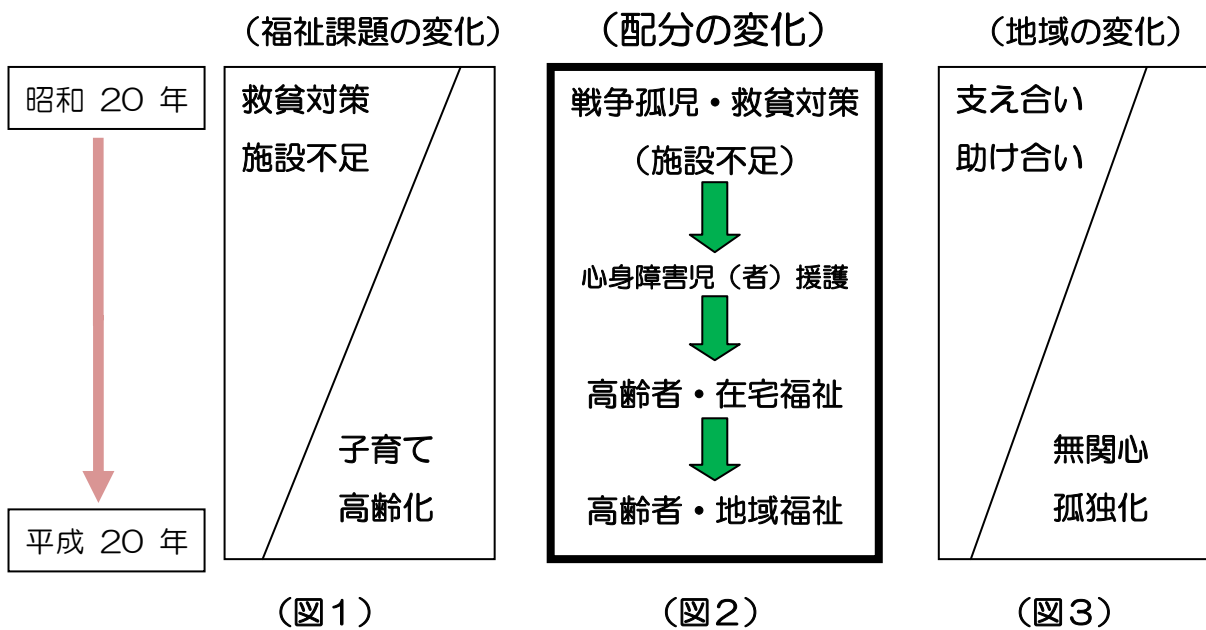 （福祉課題の変化）
（配分の変化）
（地域の変化）
昭和 20 年
平成 20 年
救貧対策
施設不足
子育て
高齢化
戦争孤児・救貧対策
（施設不足）
心身障害児（者）援護
高齢者・在宅福祉
高齢者・地域福祉
支え合い
助け合い
無関心
孤独化
（図１）
（図２）
（図３）